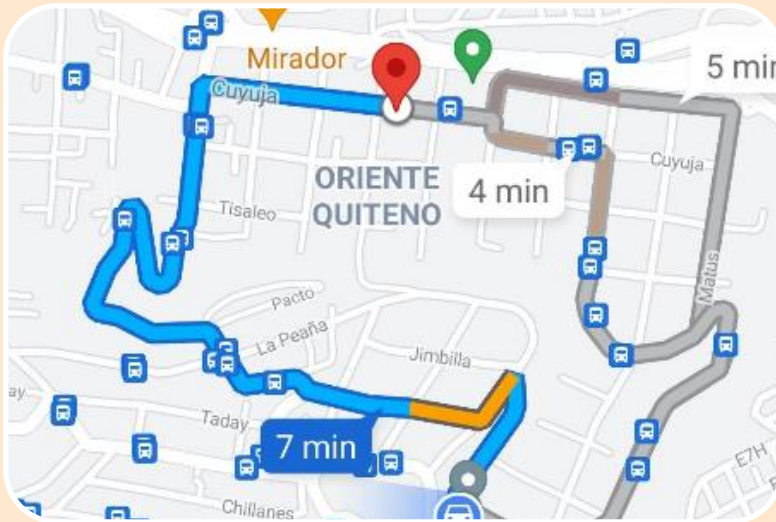 Mirador
5 min
Cuyuja
Cuyuja
ORIENTE
QUITENO
4 min
Tisaleo
Matus
Pacto
La Peaña
Jimbilla
ay
Taday
7 min
E7H
Chillanes